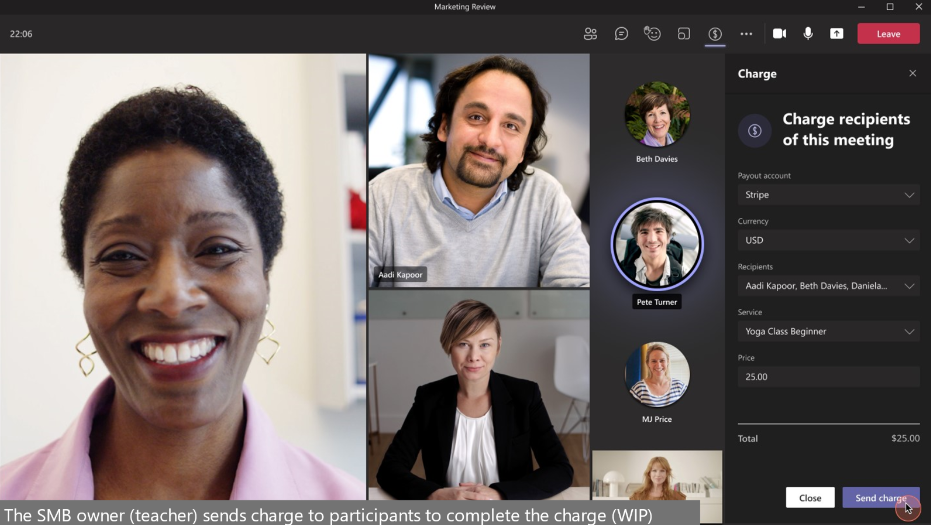 Marketing Review
22:06
Leave
Charge
Charge recipients
of this meeting
Payout account
Stripe
Currency
USD
Recipients
Aadi Kapoor, Beth Davies, Daniela...
Service
Yoga Class Beginner
Price
25.00
Total $25.00
Close Send charge
Aadi Kapoor
Beth Davies
Pete Turner
MJ Price
The SMB owner (teacher) sends charge to participants to complete the charge (WIP)